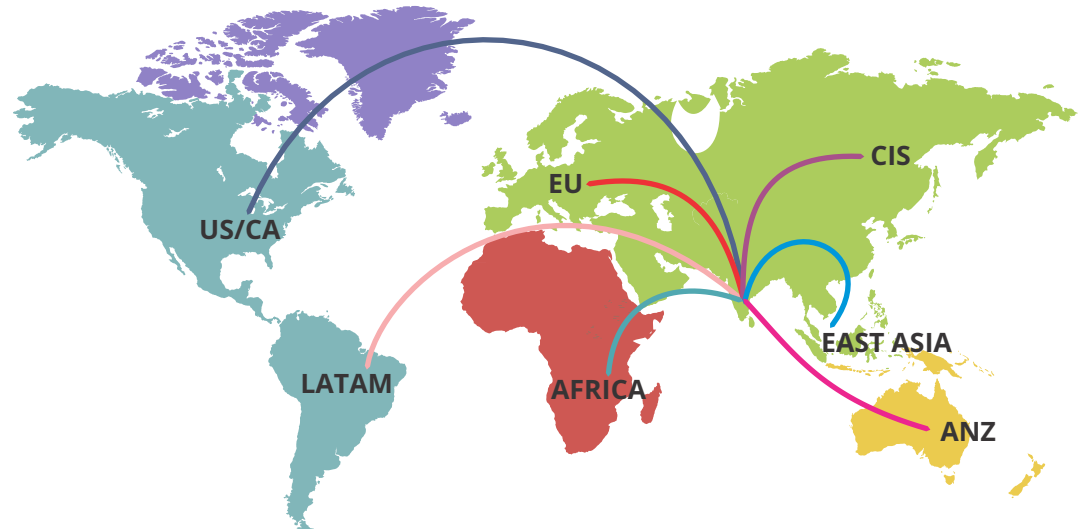 CIS
EU
US/CA
EAST ASIA
LATAM
AFRICA
ANZ